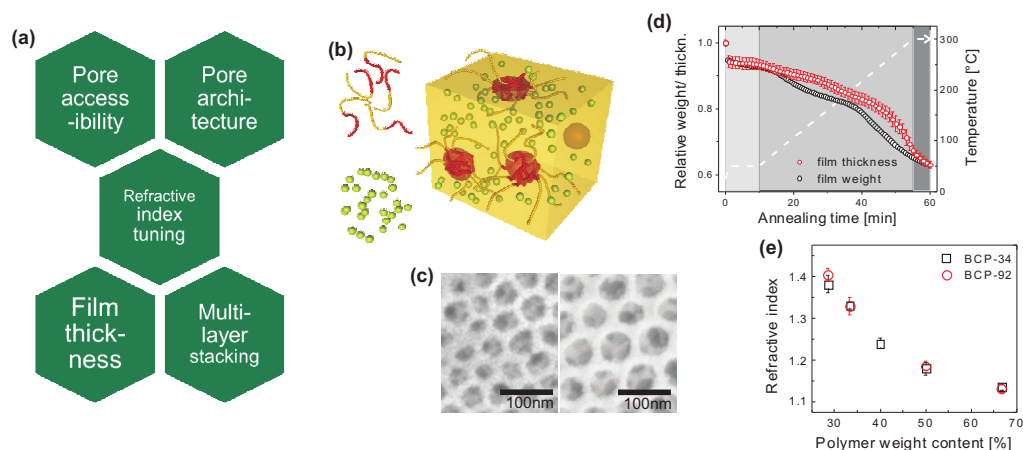 (a)
Pore
access
-ibility
Pore
archi-
tecture
Refractive
index
tuning
Film
thick-
ness
Multi-
layer
stacking
(b)
(c)
100nm
100nm
(d)
Relative weight/ thickn.
1.0
0.8
0.6
0
20
40
60
Annealing time [min]
film thickness
film weight
300
200
100
0
Temperature [°C]
(e)
Refractive index
1.4
1.3
1.2
1.1
30
40
50
60
70
Polymer weight content [%]
BCP-34
BCP-92